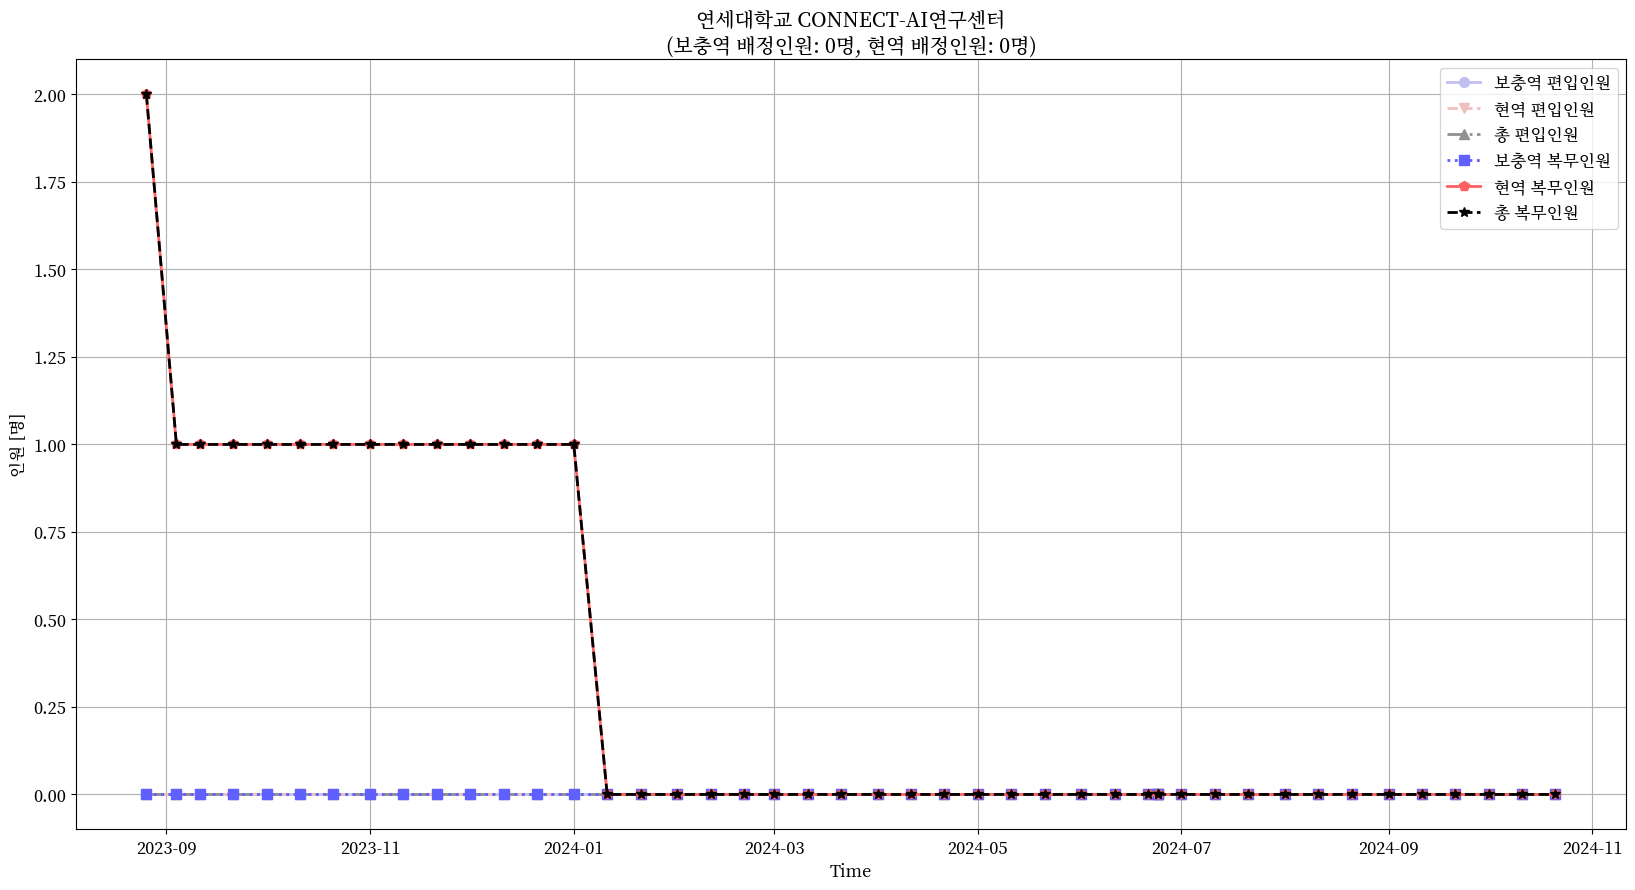 연세대학교 CONNECT-AI연구센터
(보충역 배정인원: 0명, 현역 배정인원: 0명)
보충역 편입인원
현역 편입인원
총 편입인원
보충역 복무인원
현역 복무인원
총 복무인원
인원 [명]
2.00
1.75
1.50
1.25
1.00
0.75
0.50
0.25
0.00
2023-09
2023-11
2024-01
2024-03
2024-05
2024-07
2024-09
2024-11
Time